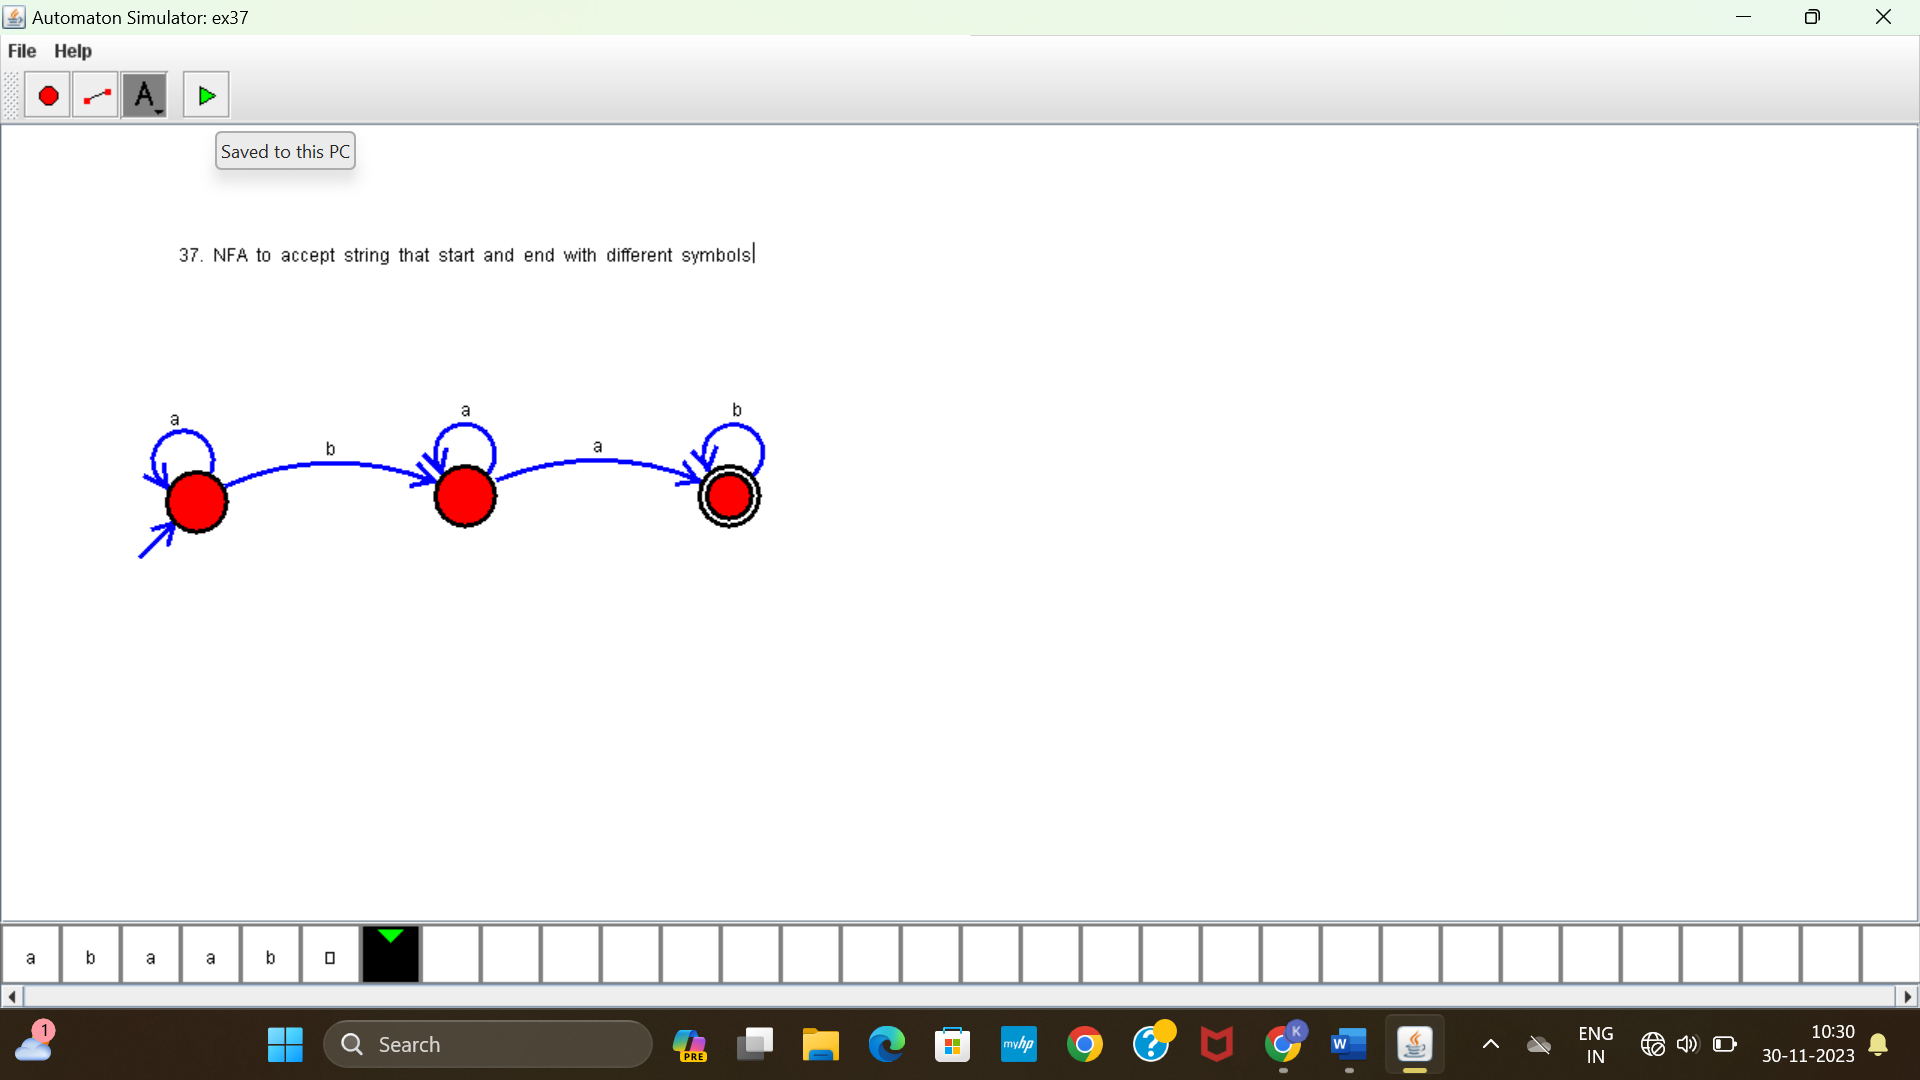 Automaton Simulator: ex37
File Help
A
Saved to this PC
37. NFA to accept string that start and end with different symbols
a b a a b
a b a a b
1
Search
PRE
myhp
?
K
W
ENG
IN
10:30
30-11-2023